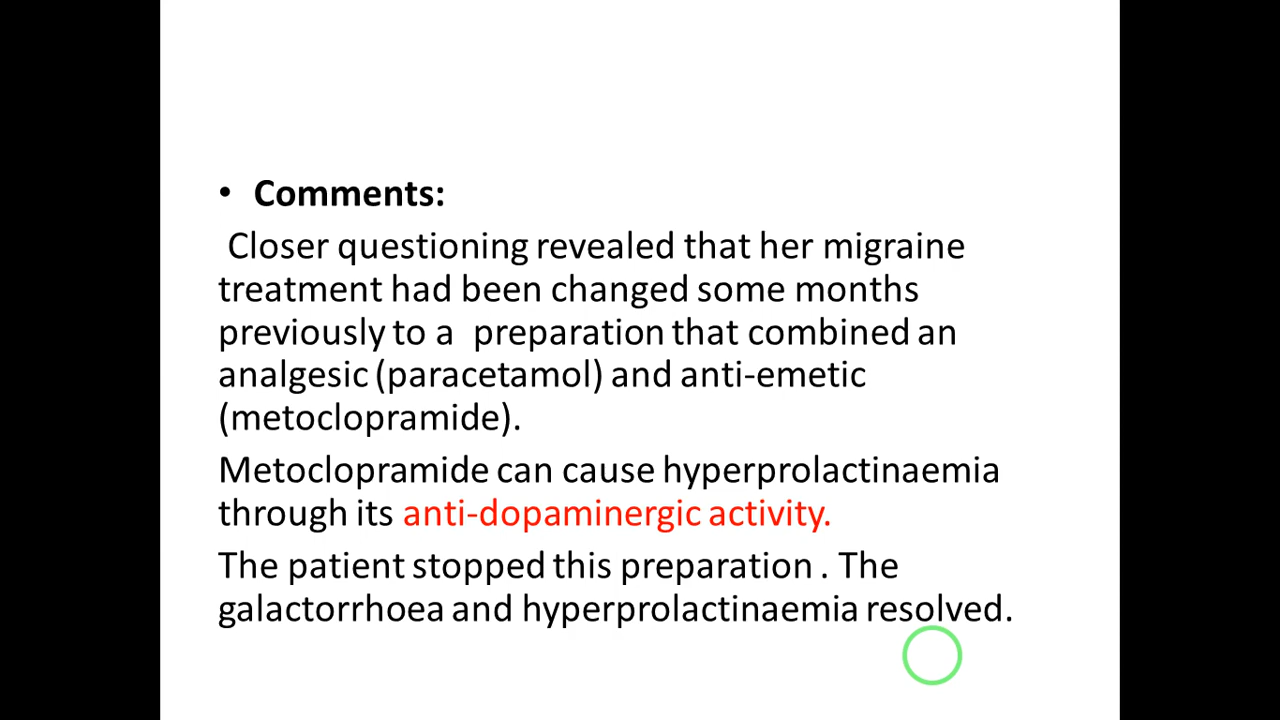 • Comments:
Closer questioning revealed that her migraine
treatment had been changed some months
previously to a preparation that combined an
analgesic (paracetamol) and anti-emetic
(metoclopramide).
Metoclopramide can cause hyperprolactinaemia
through its anti-dopaminergic activity.
The patient stopped this preparation . The
galactorrhoea and hyperprolactinaemia resolved.